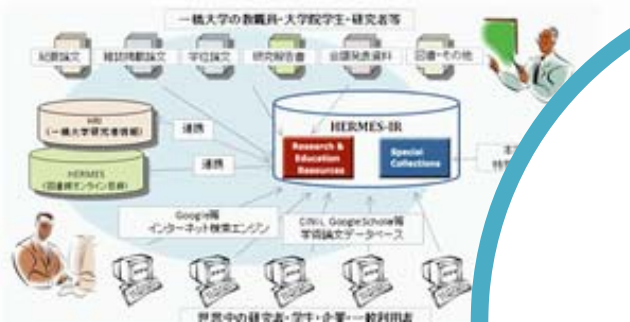 一橋大学の教職員・大学院学生・研究者等
紀要論文
雑誌掲載論文
学位論文
研究報告書
会議発表資料
図書・その他
HRI
(一橋大学研究者情報)
連携
HERMES-IR
Research &
Education
Resources
Special
Collections
HERMES
(図書館オンライン目録)
連携
Google等
インターネット検索エンジン
CiNii, GoogleScholar等
学術論文データベース
世界中の研究者・学生・企業・一般利用者